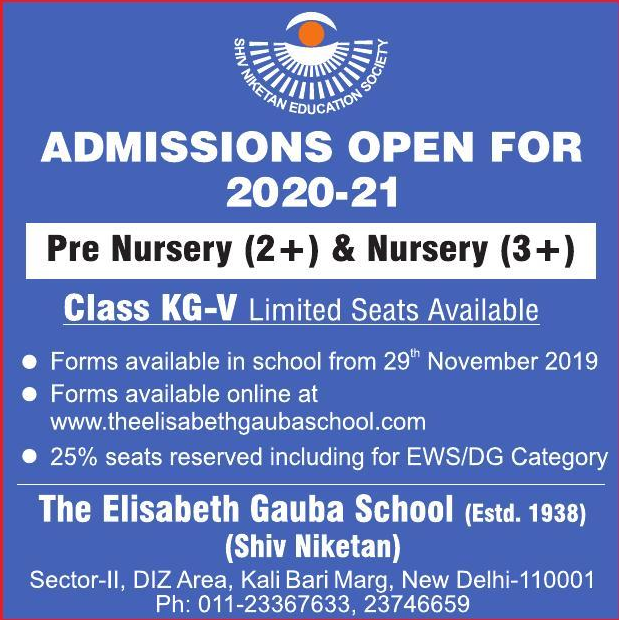 SHIV NIKETAN EDUCATION SOCIETY
ADMISSIONS OPEN FOR
2020-21
Pre Nursery (2+) & Nursery (3+)
Class KG-V Limited Seats Available
● Forms available in school from 29th November 2019
● Forms available online at
www.theelisabethgaubaschool.com
● 25% seats reserved including for EWS/DG Category
The Elisabeth Gauba School (Estd. 1938)
(Shiv Niketan)
Sector-II, DIZ Area, Kali Bari Marg, New Delhi-110001
Ph: 011-23367633, 23746659